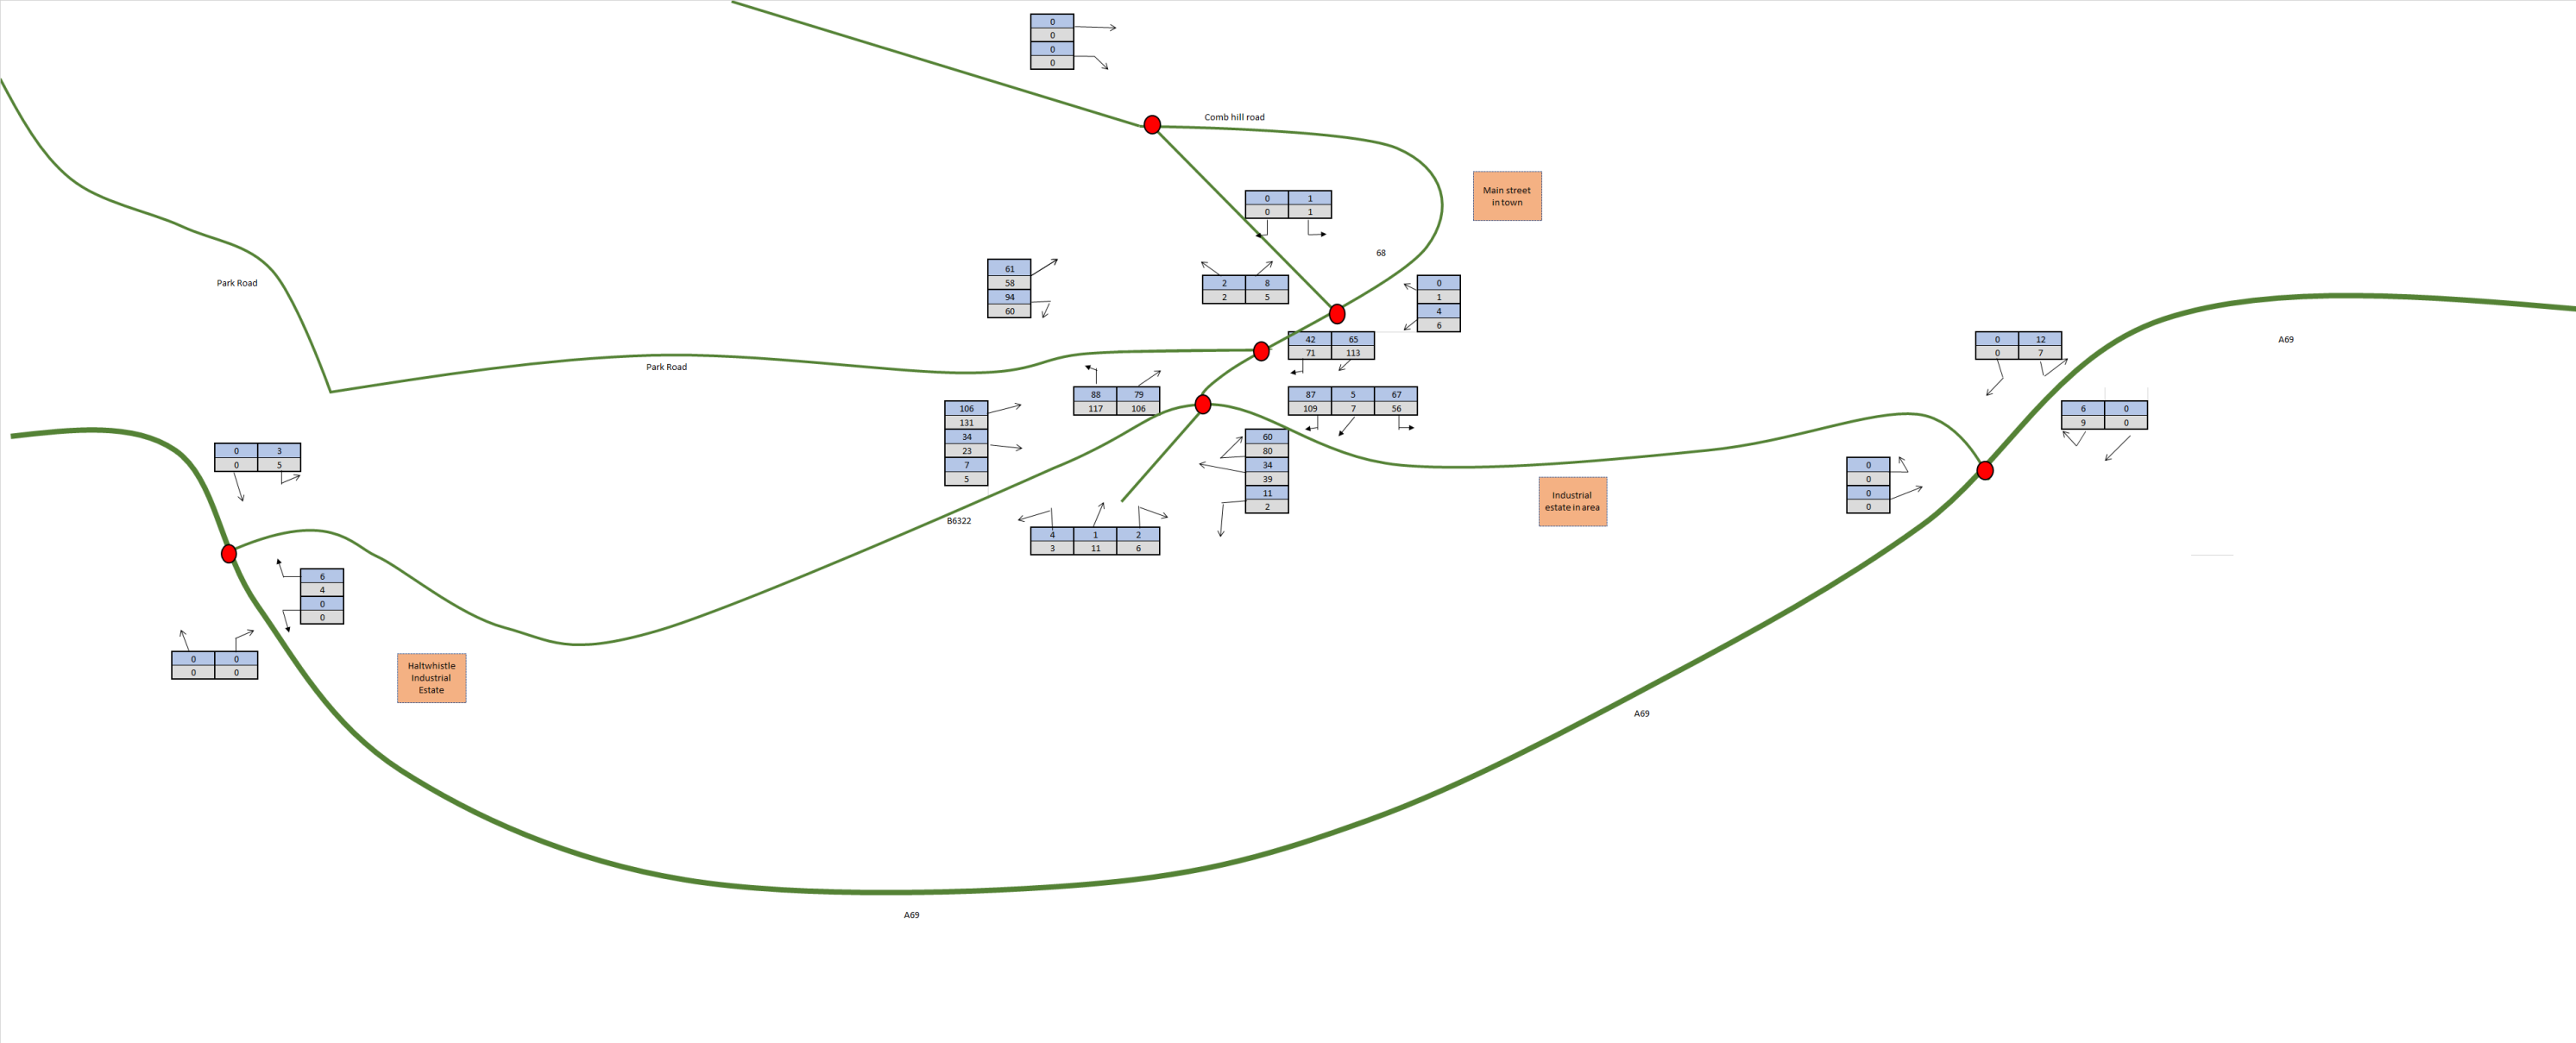 0
0
0
0
Comb hill road
Main street
in town
0 1
0 1
68
61
58
94
60
2 8
2 5
0
1
4
6
Park Road
42 65
71 113
0 12
0 7
A69
Park Road
88 79
117 106
87 5 67
109 7 56
106
131
34
23
7
5
6 0
9 0
60
80
34
39
11
2
0 3
0 5
0
0
0
0
Industrial
estate in area
B6322
4 1 2
3 11 6
6
4
0
0
0 0
0 0
Haltwhistle
Industrial
Estate
A69
A69